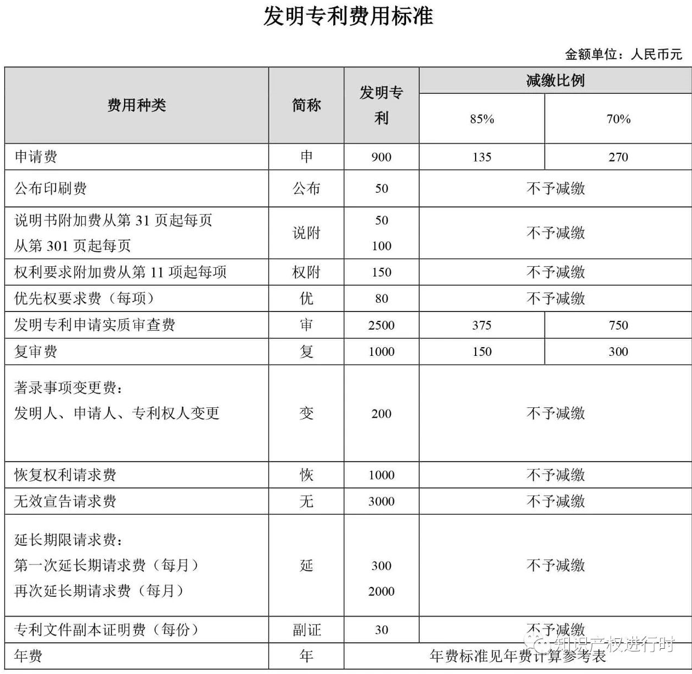 发明专利费用标准
金额单位：人民币元
费用种类 简称 发明专利 减缴比例
85% 70%
申请费 申 900 135 270
公布印刷费 公布 50 不予减缴
说明书附加费从第 31 页起每页 说附 50 不予减缴
从第 301 页起每页 100
权利要求附加费从第 11 项起每项 权附 150 不予减缴
优先权要求费（每项） 优 80 不予减缴
发明专利申请实质审查费 审 2500 375 750
复审费 复 1000 150 300
著录事项变更费：
发明人、申请人、专利权人变更 变 200 不予减缴
恢复权利请求费 恢 1000 不予减缴
无效宣告请求费 无 3000 不予减缴
延长期限请求费：
第一次延长期请求费（每月） 延 300 不予减缴
再次延长期请求费（每月） 2000
专利文件副本证明费（每份） 副证 30 不予减缴
知识产权进行时
年费 年 年费标准见年费计算参考表